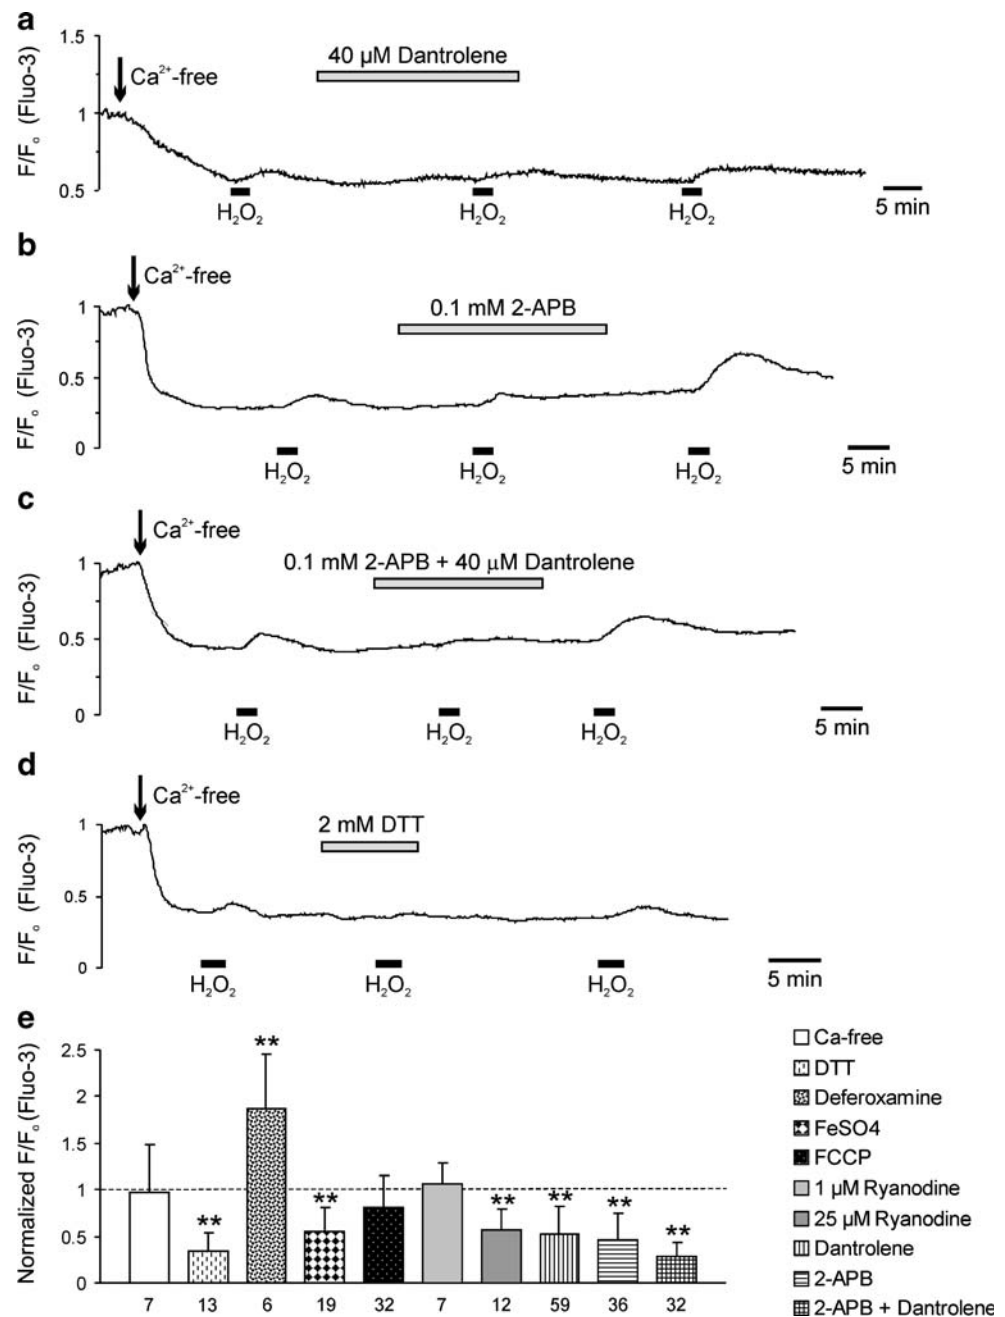 a
1.5
1
0.5
F/Fo (Fluo-3)
Ca2+-free
40 µM Dantrolene
H2O2
H2O2
H2O2
5 min
b
1
0.5
0
F/Fo (Fluo-3)
Ca2+-free
0.1 mM 2-APB
H2O2
H2O2
H2O2
5 min
c
1
0.5
0
F/Fo (Fluo-3)
Ca2+-free
0.1 mM 2-APB + 40 µM Dantrolene
H2O2
H2O2
H2O2
5 min
d
1
0.5
0
F/Fo (Fluo-3)
Ca2+-free
2 mM DTT
H2O2
H2O2
H2O2
5 min
e
2.5
2
1.5
1
0.5
0
Normalized F/Fo (Fluo-3)
** ** ** ** ** ** **
7 13 6 19 32 7 12 59 36 32
Ca-free
DTT
Deferoxamine
FeSO4
FCCP
1 µM Ryanodine
25 µM Ryanodine
Dantrolene
2-APB
2-APB + Dantrolene